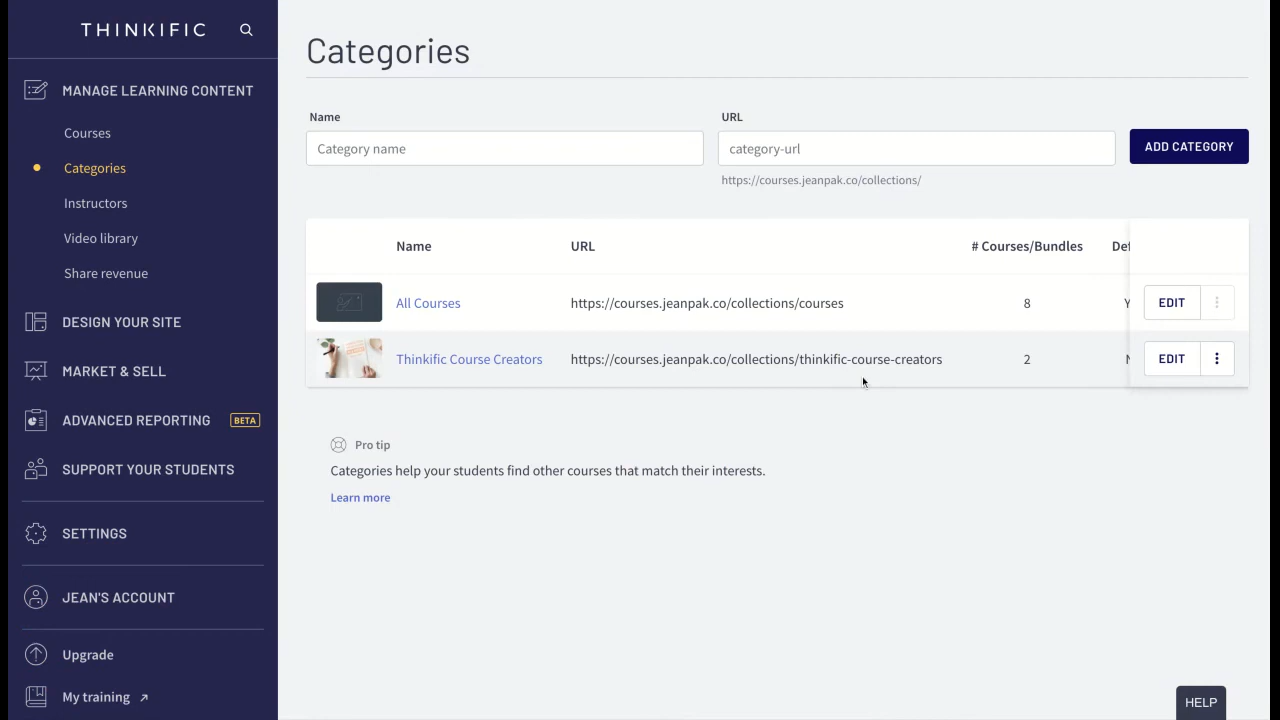 THINKIFIC
MANAGE LEARNING CONTENT
Courses
Categories
Instructors
Video library
Share revenue
DESIGN YOUR SITE
MARKET & SELL
ADVANCED REPORTING BETA
SUPPORT YOUR STUDENTS
SETTINGS
JEAN'S ACCOUNT
Upgrade
My training
Categories
Name URL
Category name category-url ADD CATEGORY
https://courses.jeanpak.co/collections/
Name URL # Courses/Bundles
All Courses https://courses.jeanpak.co/collections/courses 8 EDIT
Thinkific Course Creators https://courses.jeanpak.co/collections/thinkific-course-creators 2 EDIT
Pro tip
Categories help your students find other courses that match their interests.
Learn more
HELP